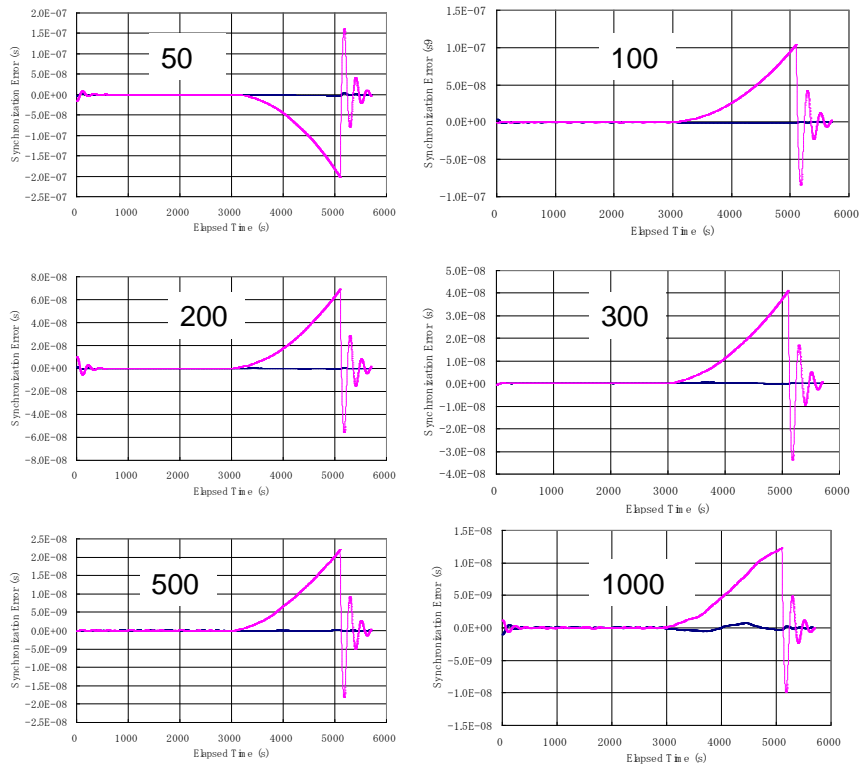 2.0E-07
1.5E-07
1.0E-07
5.0E-08
0.0E+00
-5.0E-08
-1.0E-07
-1.5E-07
-2.0E-07
-2.5E-07
Synchronization Error (s)
50
0 1000 2000 3000 4000 5000 6000
Elapsed Time (s)
1.5E-07
1.0E-07
5.0E-08
0.0E+00
-5.0E-08
-1.0E-07
Synchronization Error (s9
100
0 1000 2000 3000 4000 5000 6000
Elapsed Time (s)
8.0E-08
6.0E-08
4.0E-08
2.0E-08
0.0E+00
-2.0E-08
-4.0E-08
-6.0E-08
-8.0E-08
Synchronization Error (s)
200
0 1000 2000 3000 4000 5000 6000
Elapsed Time (s)
5.0E-08
4.0E-08
3.0E-08
2.0E-08
1.0E-08
0.0E+00
-1.0E-08
-2.0E-08
-3.0E-08
-4.0E-08
Synchronization Error (s)
300
0 1000 2000 3000 4000 5000 6000
Elapsed Time (s)
2.5E-08
2.0E-08
1.5E-08
1.0E-08
5.0E-09
0.0E+00
-5.0E-09
-1.0E-08
-1.5E-08
-2.0E-08
-2.5E-08
Synchronization Error (s)
500
0 1000 2000 3000 4000 5000 6000
Elapsed Time (s)
1.5E-08
1.0E-08
5.0E-09
0.0E+00
-5.0E-09
-1.0E-08
-1.5E-08
Synchronization Error (s)
1000
0 1000 2000 3000 4000 5000 6000
Elapsed Time (s)